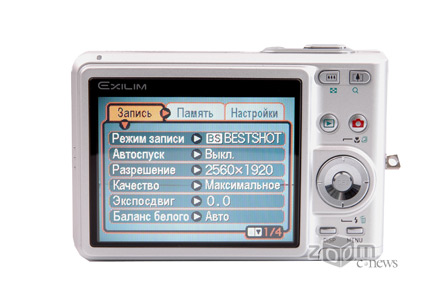 EXILIM
Запись Память Настройки
Режим записи BS BESTSHOT
Автоспуск Выкл.
Разрешение 2560×1920
Качество Максимальное
Экспосдвиг 0.0
Баланс белого Авто
1/4
MENU
zoom
e-news